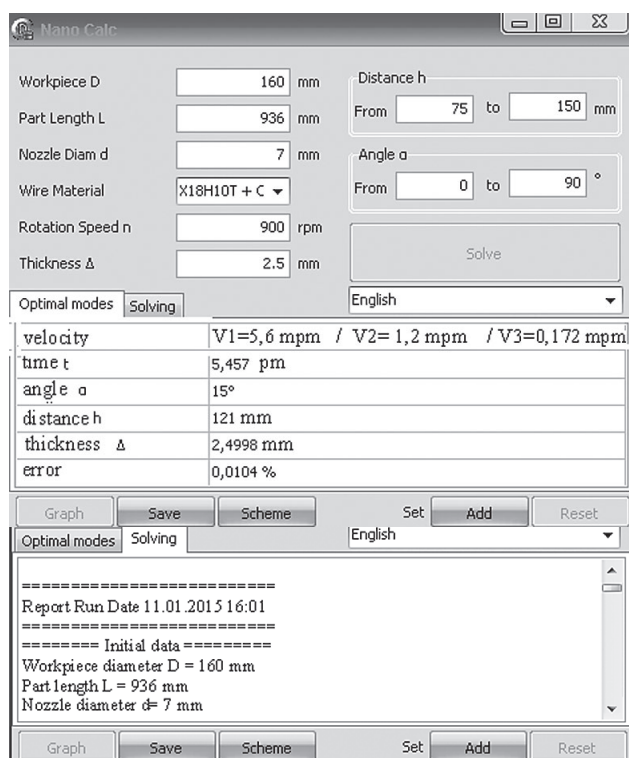 Nano Calc
Workpiece D 160 mm
Part Length L 936 mm
Nozzle Diam d 7 mm
Wire Material X18H10T + C
Rotation Speed n 900 rpm
Thickness Δ 2.5 mm
Distance h
From 75 to 150 mm
Angle α
From 0 to 90 °
Solve
English
Optimal modes Solving
velocity V1=5,6 mpm / V2= 1,2 mpm / V3=0,172 mpm
time t 5,457 pm
angle α 15°
distance h 121 mm
thickness Δ 2,4998 mm
error 0,0104 %
Graph Save Scheme Set Add Reset
Optimal modes Solving English
==========================
Report Run Date 11.01.2015 16:01
==========================
======== Initial data =========
Workpiece diameter D = 160 mm
Part length L = 936 mm
Nozzle diameter d= 7 mm
Graph Save Scheme Set Add Reset